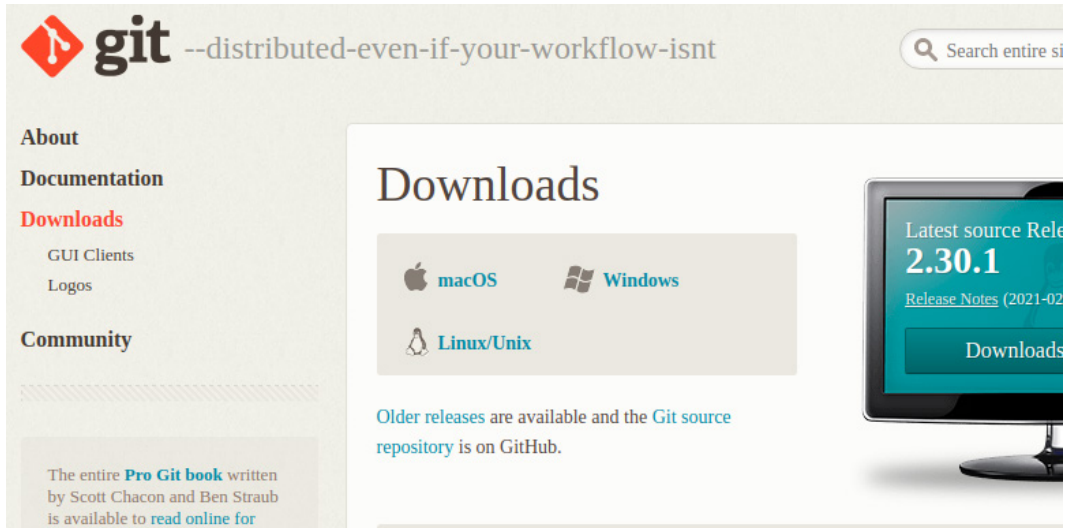 git --distributed-even-if-your-workflow-isnt
Search entire
About
Documentation
Downloads
GUI Clients
Logos
Community
The entire Pro Git book written
by Scott Chacon and Ben Straub
is available to read online for
Downloads
macOS
Windows
Linux/Unix
Older releases are available and the Git source
repository is on GitHub.
Latest source
2.30.1
Release Notes (2021-02
Downloads